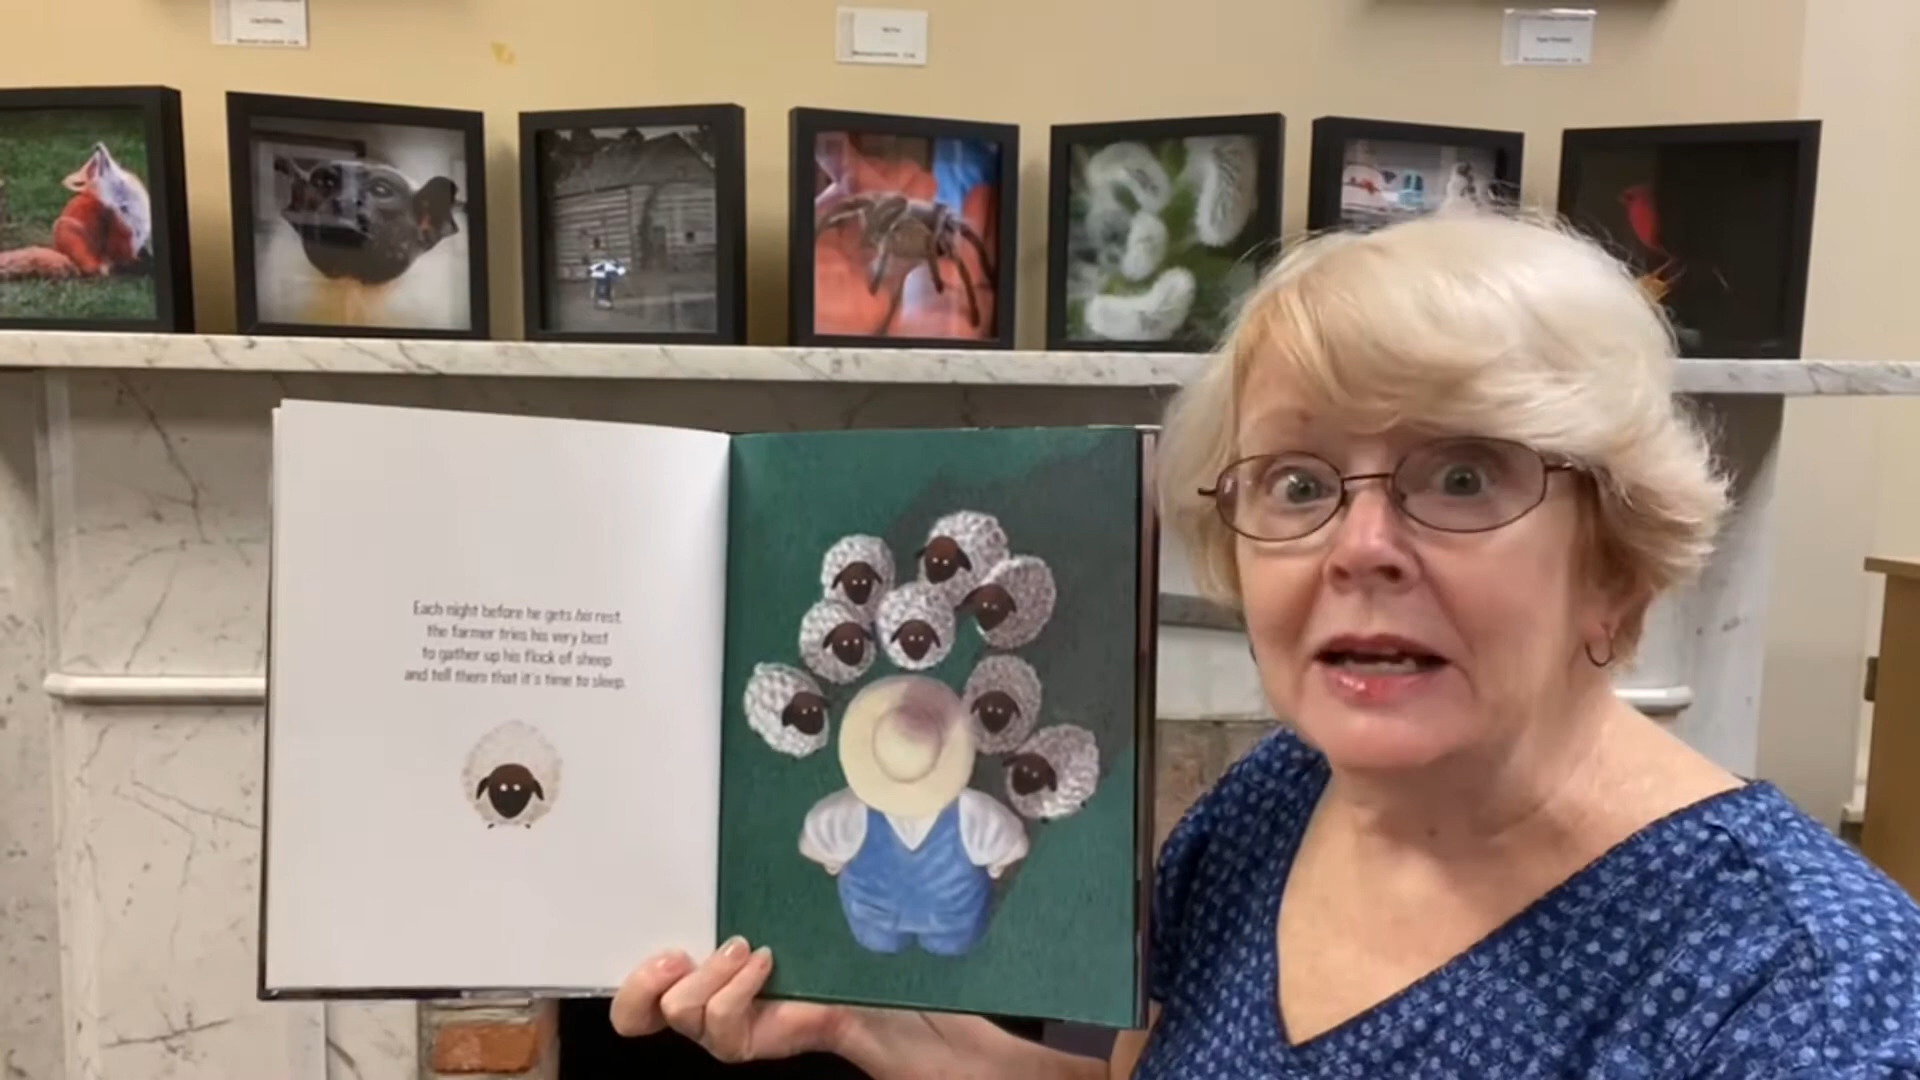 Each night before he gets his rest,
the farmer tries his very best
to gather up his flock of sheep
and tell them that it's time to sleep.